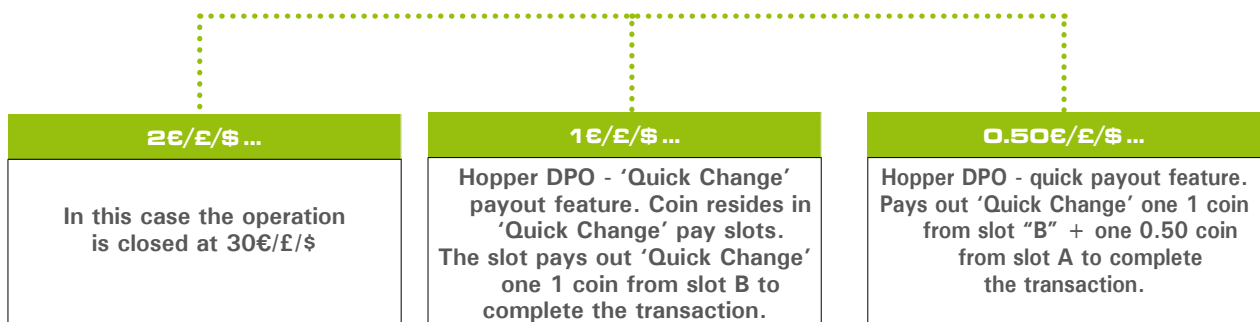 2€/£/$...
In this case the operation
is closed at 30€/£/$
1€/£/$...
Hopper DPO - ‘Quick Change’
payout feature. Coin resides in
‘Quick Change’ pay slots.
The slot pays out ‘Quick Change’
one 1 coin from slot B to
complete the transaction.
0.50€/£/$...
Hopper DPO - quick payout feature.
Pays out ‘Quick Change’ one 1 coin
from slot “B” + one 0.50 coin
from slot A to complete
the transaction.